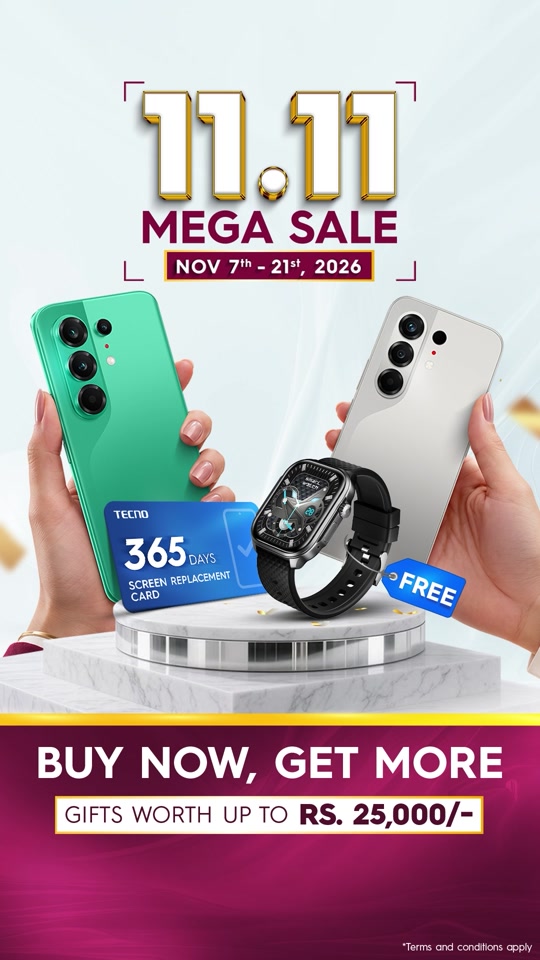 11.11
MEGA SALE
NOV 7th - 21st, 2026
TECNO
365 DAYS
SCREEN REPLACEMENT
CARD
FREE
BUY NOW, GET MORE
GIFTS WORTH UP TO RS. 25,000/-
*Terms and conditions apply